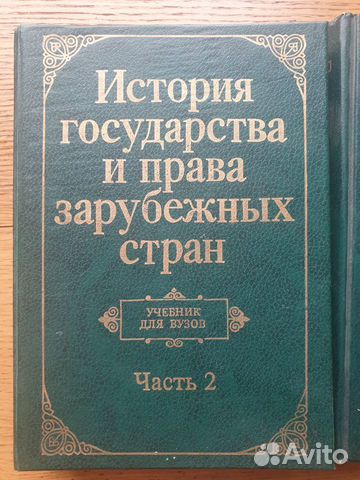 История
государства
и права
зарубежных
стран
УЧЕБНИК
ДЛЯ ВУЗОВ
Часть 2
Avito